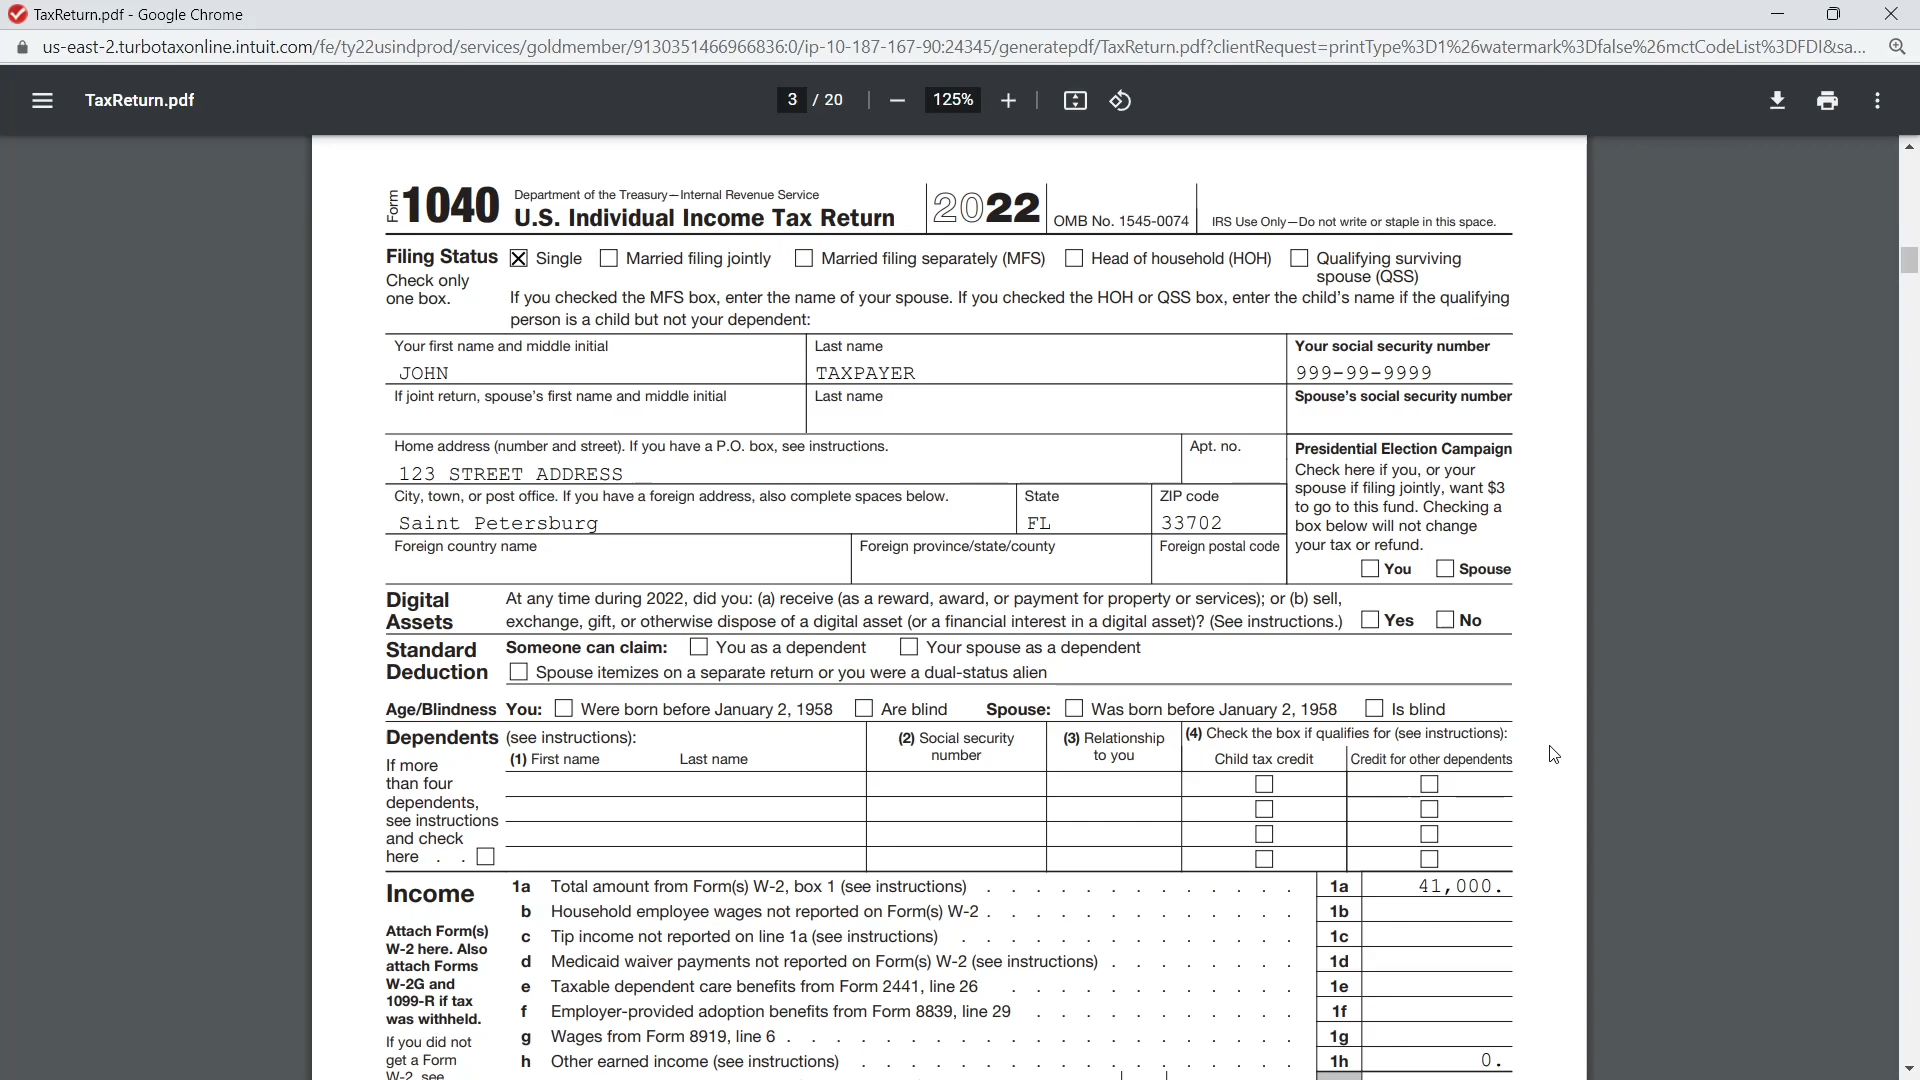 TaxReturn.pdf - Google Chrome
us-east-2.turbotaxonline.intuit.com/fe/ty22usindprod/services/goldmember/9130351466966836:0/ip-10-187-167-90:24345/generatepdf/TaxReturn.pdf?clientRequest=printType%3D1%26watermark%3Dfalse%26mctCodeList%3DFDI&sa...
TaxReturn.pdf 3 / 20 125%
Form 1040 Department of the Treasury—Internal Revenue Service
U.S. Individual Income Tax Return 2022 OMB No. 1545-0074 IRS Use Only—Do not write or staple in this space.
Filing Status Single Married filing jointly Married filing separately (MFS) Head of household (HOH) Qualifying surviving spouse (QSS)
Check only one box.
If you checked the MFS box, enter the name of your spouse. If you checked the HOH or QSS box, enter the child's name if the qualifying
person is a child but not your dependent:
Your first name and middle initial Last name Your social security number
JOHN TAXPAYER 999-99-9999
If joint return, spouse's first name and middle initial Last name Spouse's social security number
Home address (number and street). If you have a P.O. box, see instructions. Apt. no.
123 STREET ADDRESS
City, town, or post office. If you have a foreign address, also complete spaces below. State ZIP code
Saint Petersburg FL 33702
Foreign country name Foreign province/state/county Foreign postal code
Presidential Election Campaign
Check here if you, or your
spouse if filing jointly, want $3
to go to this fund. Checking a
box below will not change
your tax or refund.
You Spouse
Digital Assets
At any time during 2022, did you: (a) receive (as a reward, award, or payment for property or services); or (b) sell,
exchange, gift, or otherwise dispose of a digital asset (or a financial interest in a digital asset)? (See instructions.) Yes No
Standard Deduction
Someone can claim: You as a dependent Your spouse as a dependent
Spouse itemizes on a separate return or you were a dual-status alien
Age/Blindness You: Were born before January 2, 1958 Are blind Spouse: Was born before January 2, 1958 Is blind
Dependents (see instructions):
(1) First name Last name
(2) Social security number
(3) Relationship to you
(4) Check the box if qualifies for (see instructions):
Child tax credit Credit for other dependents
If more
than four
dependents,
see instructions
and check
here . .
Income
1a Total amount from Form(s) W-2, box 1 (see instructions) 1a 41,000.
b Household employee wages not reported on Form(s) W-2 1b
c Tip income not reported on line 1a (see instructions) 1c
d Medicaid waiver payments not reported on Form(s) W-2 (see instructions) 1d
e Taxable dependent care benefits from Form 2441, line 26 1e
f Employer-provided adoption benefits from Form 8839, line 29 1f
g Wages from Form 8919, line 6 1g
h Other earned income (see instructions) 1h 0.
Attach Form(s)
W-2 here. Also
attach Forms
W-2G and
1099-R if tax
was withheld.
If you did not
get a Form
W-2, see